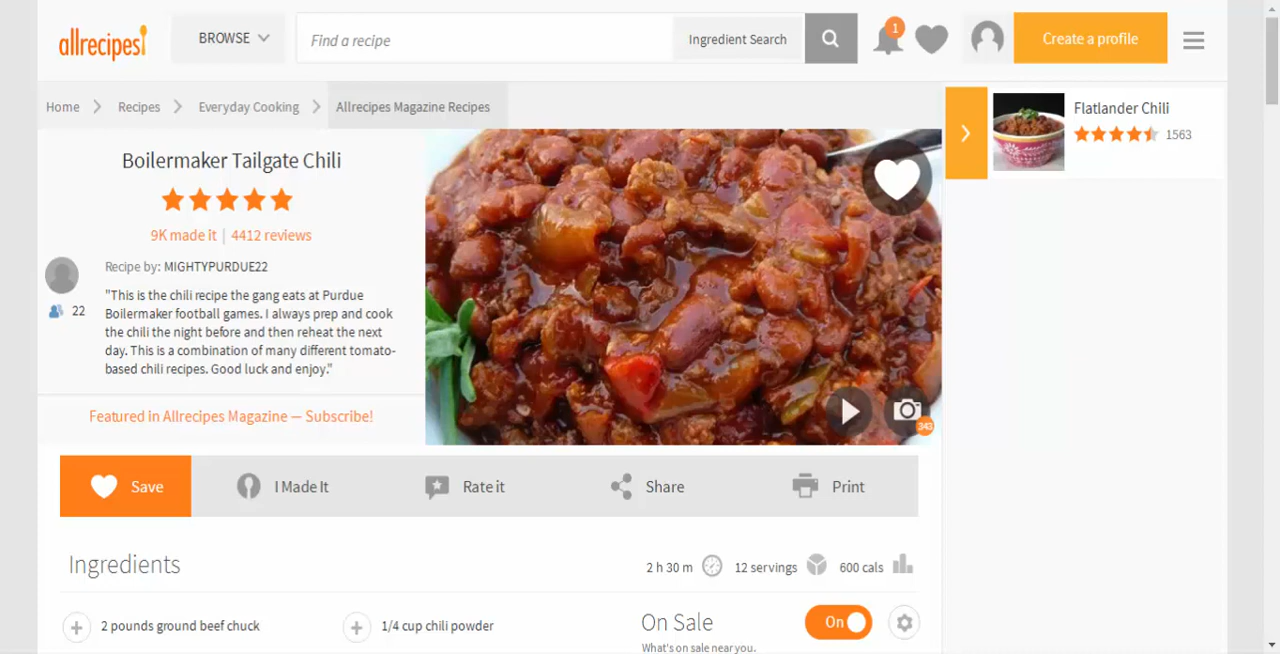 allrecipes
BROWSE
Find a recipe
Ingredient Search
1
Create a profile
Home
Recipes
Everyday Cooking
Allrecipes Magazine Recipes
Flatlander Chili
1563
Boilermaker Tailgate Chili
9K made it | 4412 reviews
Recipe by: MIGHTYPURDUE22
22
"This is the chili recipe the gang eats at Purdue
Boilermaker football games. I always prep and cook
the chili the night before and then reheat the next
day. This is a combination of many different tomato-
based chili recipes. Good luck and enjoy."
Featured in Allrecipes Magazine — Subscribe!
343
Save
I Made It
Rate it
Share
Print
Ingredients
2 h 30 m
12 servings
600 cals
2 pounds ground beef chuck
1/4 cup chili powder
On Sale
On
What's on sale near you.